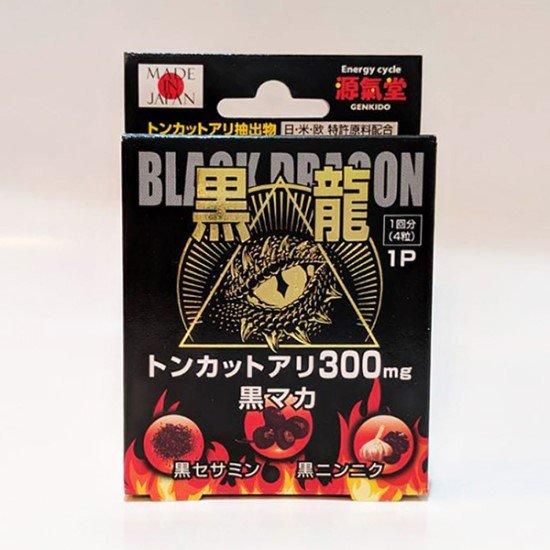 MADE IN JAPAN
Energy cycle
源氣堂
GENKIDO
トンカットアリ抽出物
日・米・欧 特許原料配合
BLACK DRAGON
黒龍
1回分
(4粒)
1P
トンカットアリ300mg
黒マカ
黒セサミン
黒ニンニク